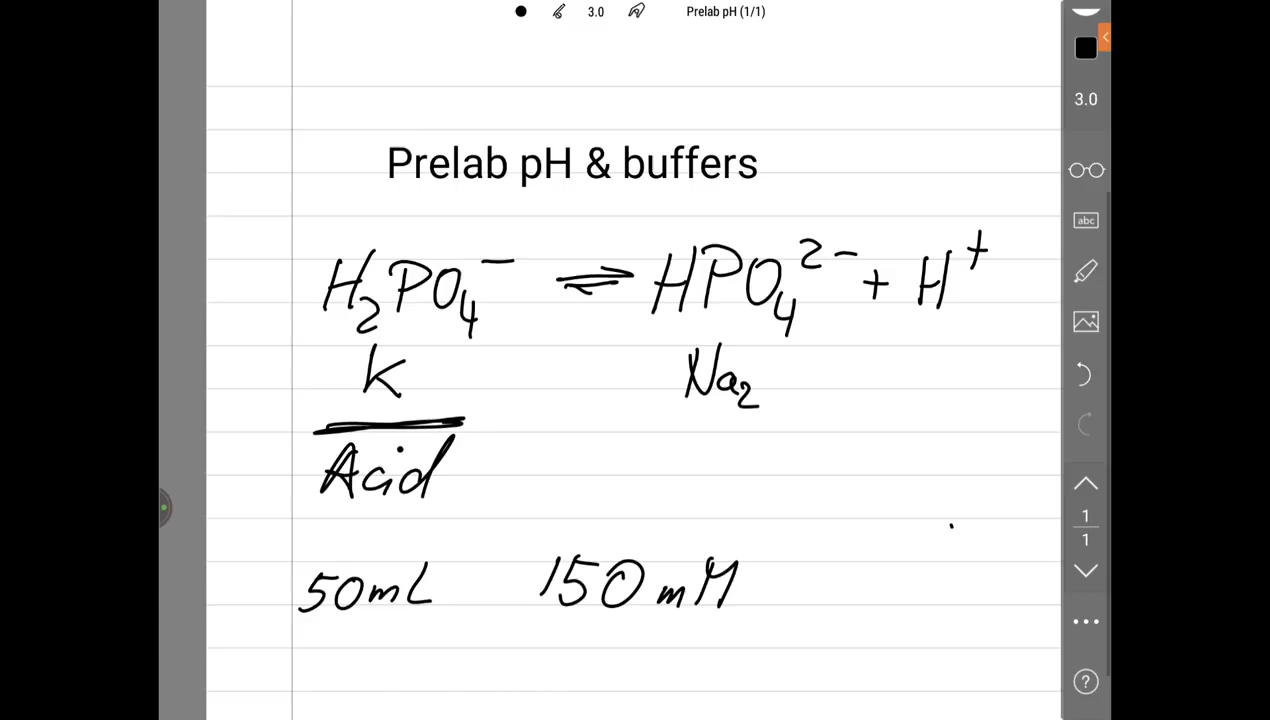 3.0 Prelab pH (1/1)
3.0
Prelab pH & buffers
H₂PO₄⁻ ⇌ HPO₄²⁻ + H⁺
K Na₂
Acid
50mL 150mM
abc
1
1
?